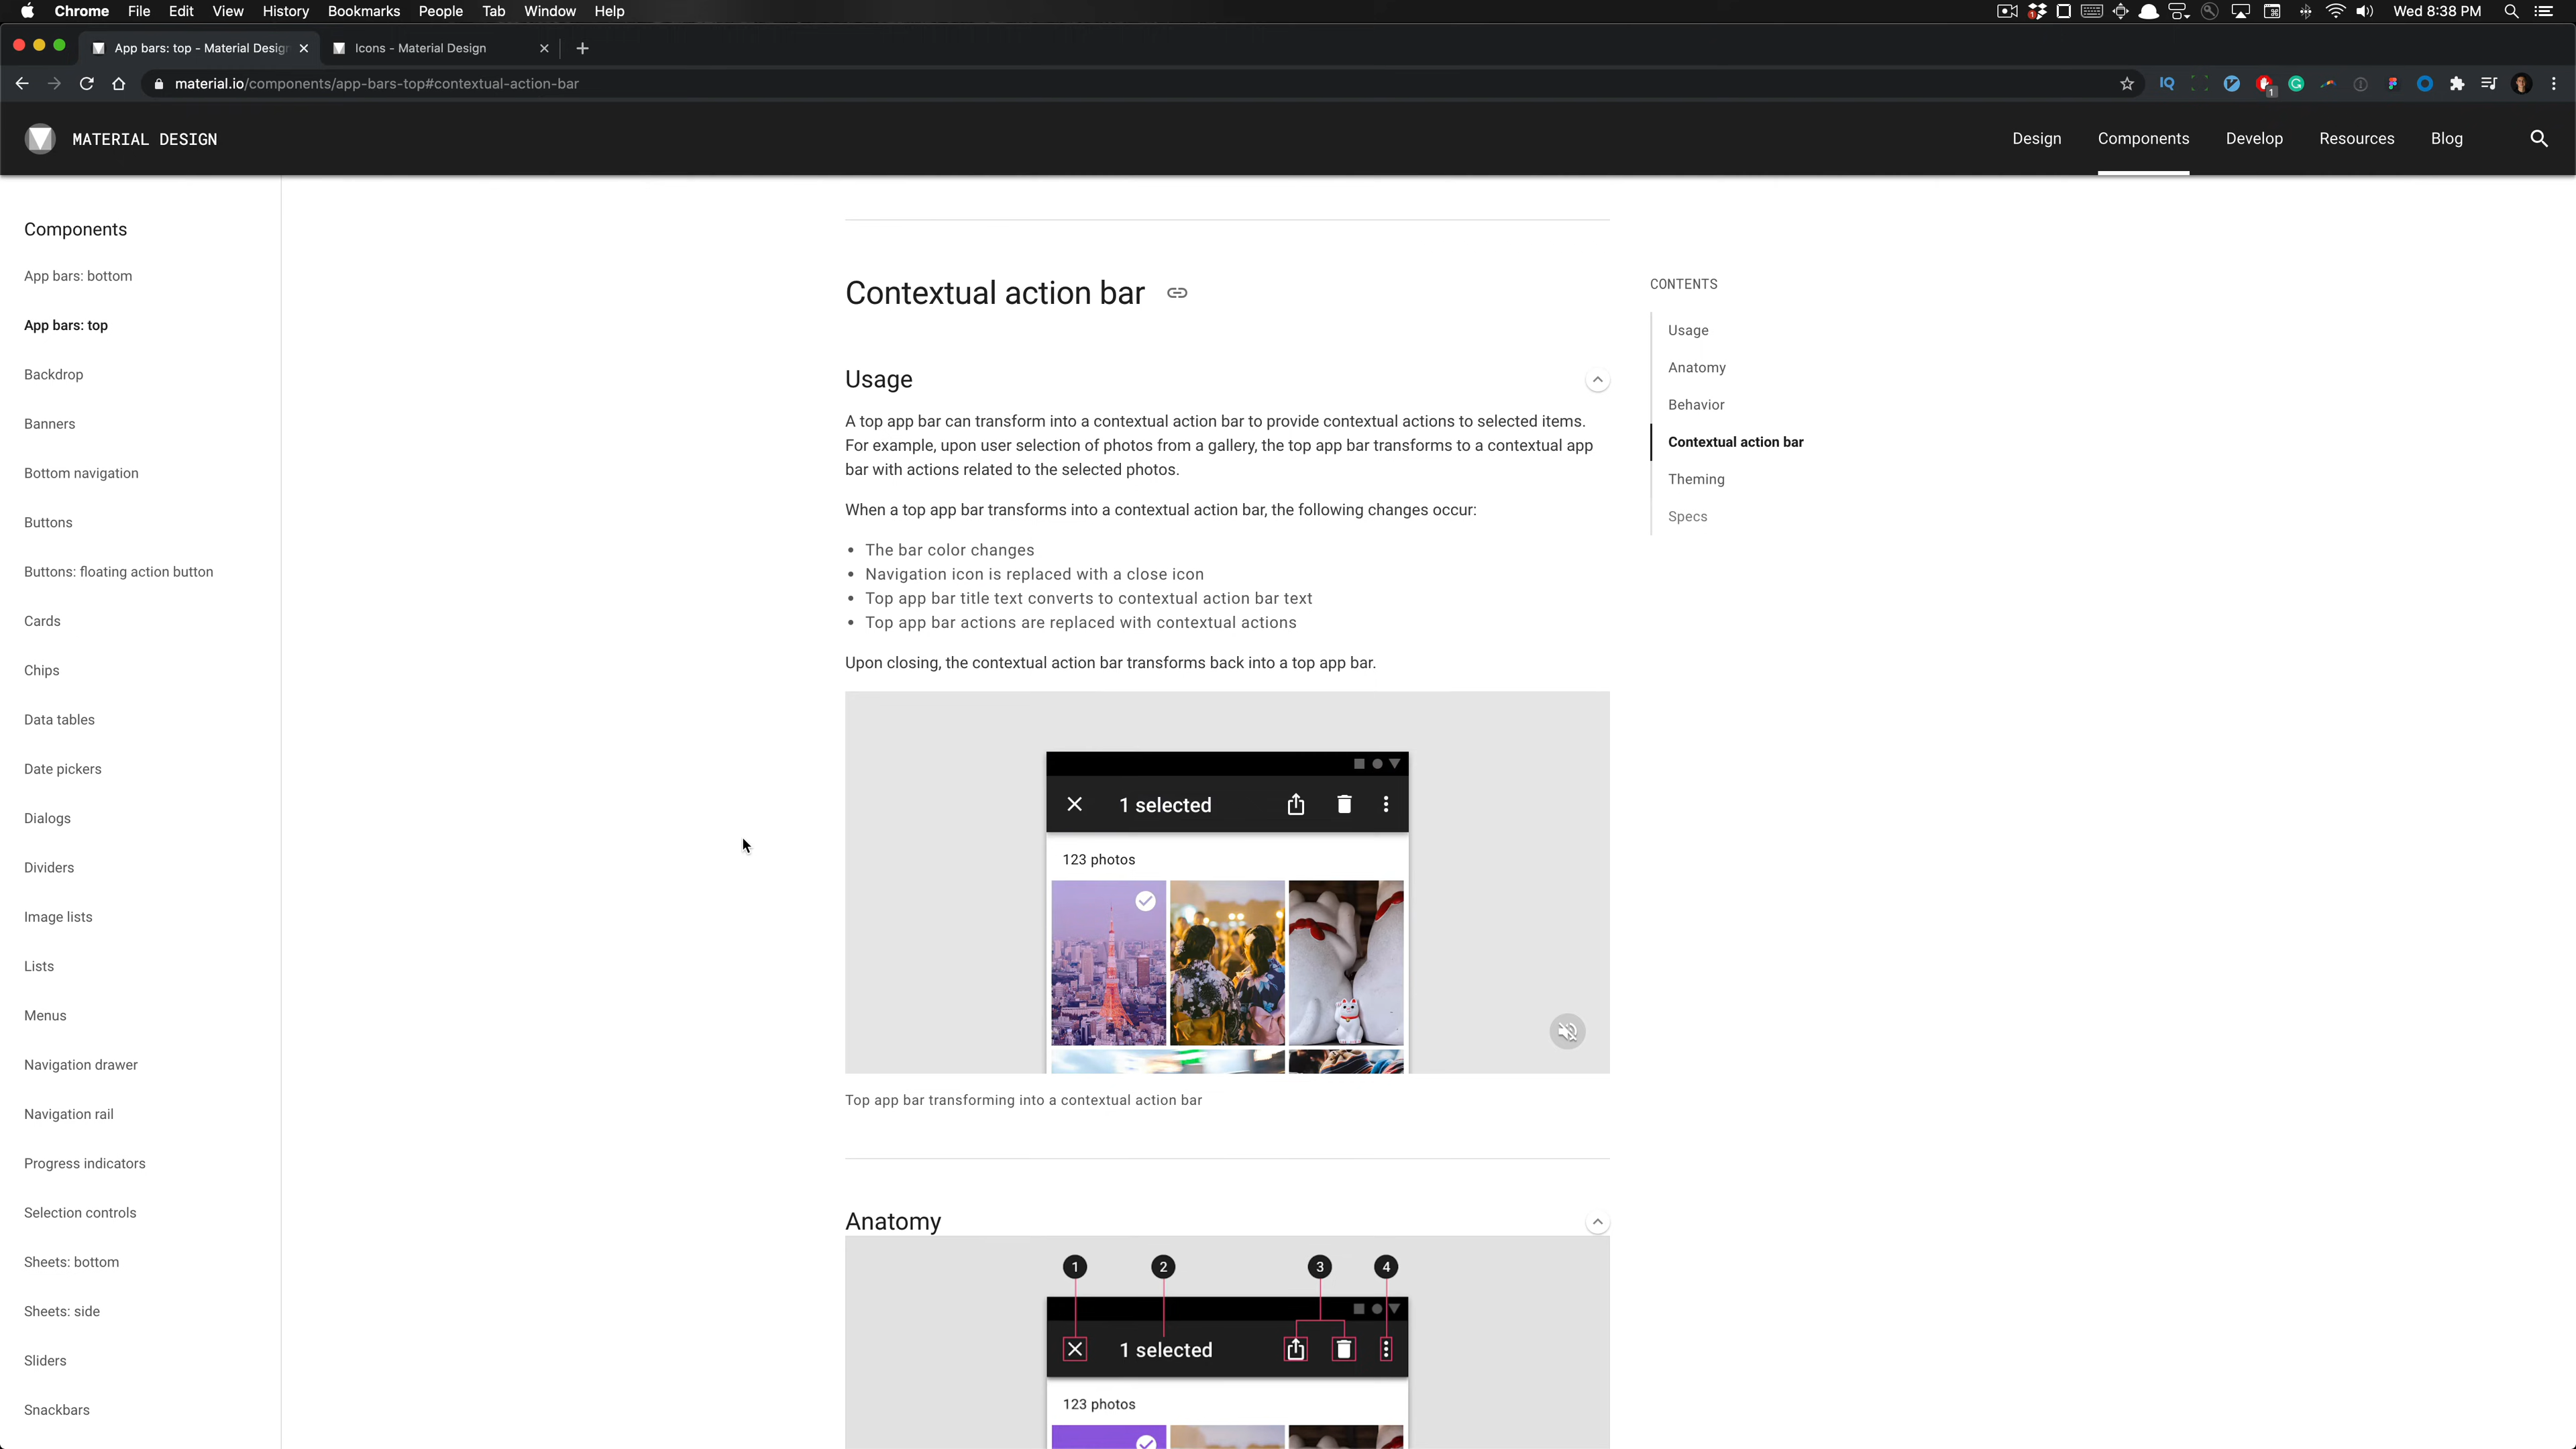 Chrome File Edit View History Bookmarks People Tab Window Help Wed 8:38 PM
App bars: top - Material Design Icons - Material Design
material.io/components/app-bars-top#contextual-action-bar IQ 1
MATERIAL DESIGN Design Components Develop Resources Blog
Components
App bars: bottom
App bars: top
Backdrop
Banners
Bottom navigation
Buttons
Buttons: floating action button
Cards
Chips
Data tables
Date pickers
Dialogs
Dividers
Image lists
Lists
Menus
Navigation drawer
Navigation rail
Progress indicators
Selection controls
Sheets: bottom
Sheets: side
Sliders
Snackbars
Contextual action bar
Usage
A top app bar can transform into a contextual action bar to provide contextual actions to selected items.
For example, upon user selection of photos from a gallery, the top app bar transforms to a contextual app
bar with actions related to the selected photos.
When a top app bar transforms into a contextual action bar, the following changes occur:
• The bar color changes
• Navigation icon is replaced with a close icon
• Top app bar title text converts to contextual action bar text
• Top app bar actions are replaced with contextual actions
Upon closing, the contextual action bar transforms back into a top app bar.
1 selected
123 photos
Top app bar transforming into a contextual action bar
Anatomy
1 2 3 4
1 selected
123 photos
CONTENTS
Usage
Anatomy
Behavior
Contextual action bar
Theming
Specs